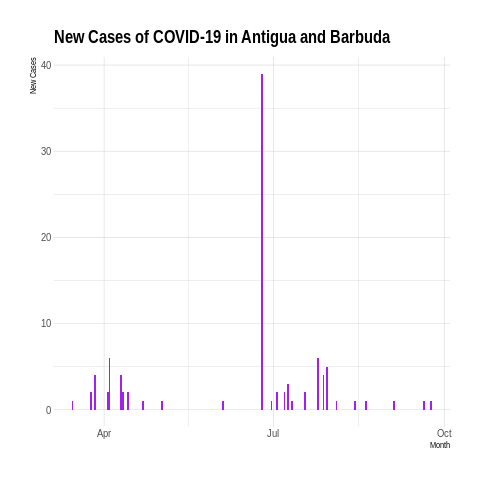 New Cases of COVID-19 in Antigua and Barbuda
New Cases
40
30
20
10
0
Apr
Jul
Oct
Month